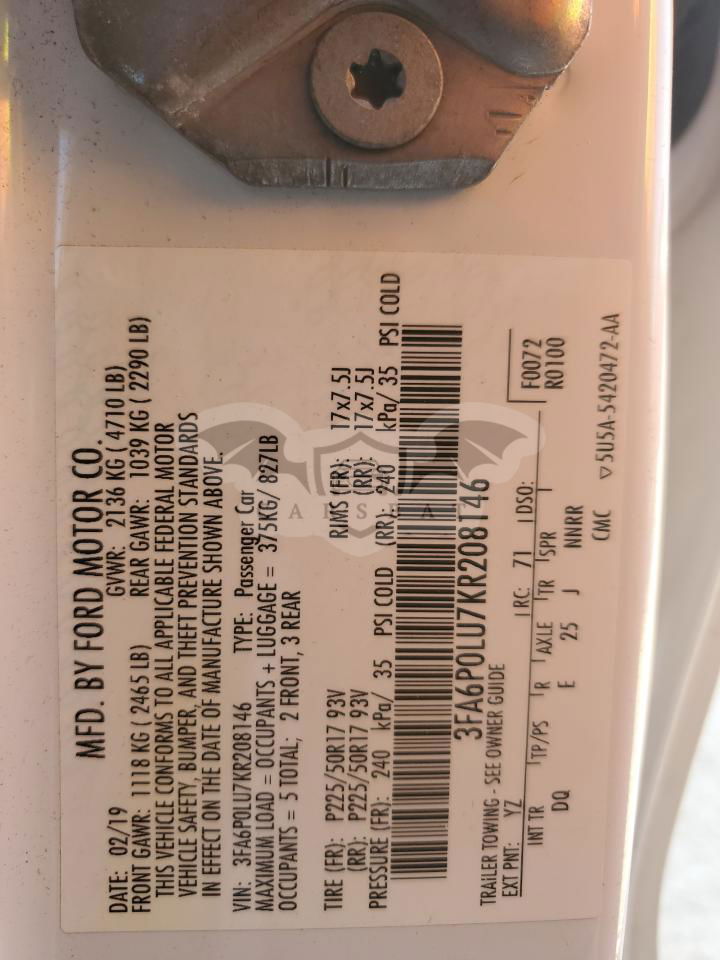 MFD. BY FORD MOTOR CO.
DATE: 02/19 GVWR: 2136 KG ( 4710 LB)
FRONT GAWR: 1118 KG ( 2465 LB) REAR GAWR: 1039 KG ( 2290 LB)
THIS VEHICLE CONFORMS TO ALL APPLICABLE FEDERAL MOTOR
VEHICLE SAFETY, BUMPER, AND THEFT PREVENTION STANDARDS
IN EFFECT ON THE DATE OF MANUFACTURE SHOWN ABOVE.
VIN: 3FA6P0LU7KR208146 TYPE: Passenger Car
MAXIMUM LOAD = OCCUPANTS + LUGGAGE = 375KG/ 827LB
OCCUPANTS = 5 TOTAL; 2 FRONT, 3 REAR
TIRE (FR): P225/50R17 93V RIMS (FR): 17x7.5J
(RR): P225/50R17 93V (RR): 17x7.5J
PRESSURE (FR): 240 kPa/ 35 PSI COLD (RR): 240 kPa/ 35 PSI COLD
3FA6P0LU7KR208146
TRAILER TOWING - SEE OWNER GUIDE
EXT PNT: YZ RC: 71 DSO: F0072
R0100
INT TR TP/PS R AXLE TR SPR
DQ E 25 J NNRR
CMC 5U5A-5420472-AA